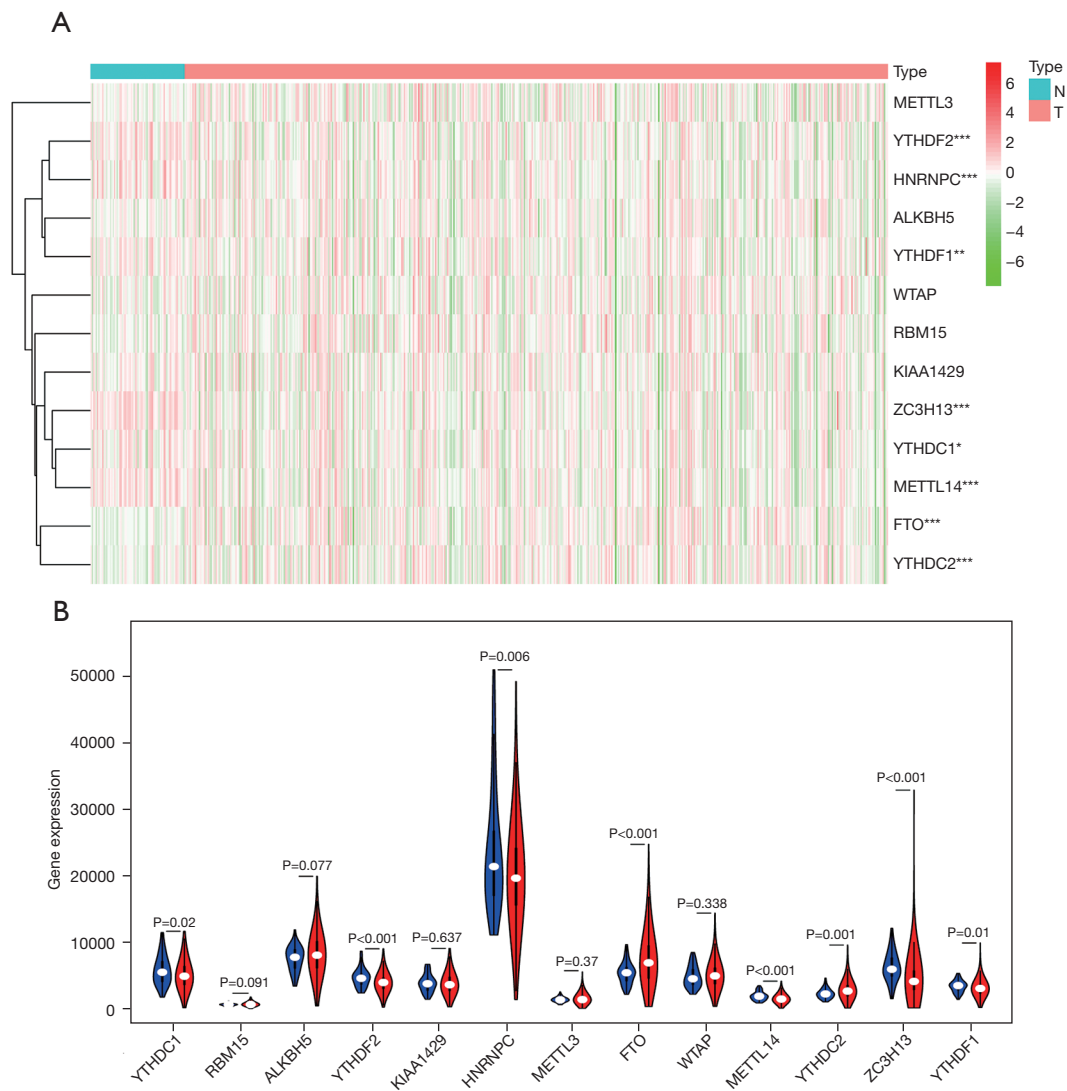 A
Type
METTL3
YTHDF2***
HNRNPC***
ALKBH5
YTHDF1**
WTAP
RBM15
KIAA1429
ZC3H13***
YTHDC1*
METTL14***
FTO***
YTHDC2***
6
4
2
0
−2
−4
−6
Type
N
T
B
Gene expression
50000
40000
30000
20000
10000
0
P=0.02
P=0.091
P=0.077
P<0.001
P=0.637
P=0.006
P=0.37
P<0.001
P=0.338
P<0.001
P=0.001
P<0.001
P=0.01
YTHDC1
RBM15
ALKBH5
YTHDF2
KIAA1429
HNRNPC
METTL3
FTO
WTAP
METTL14
YTHDC2
ZC3H13
YTHDF1